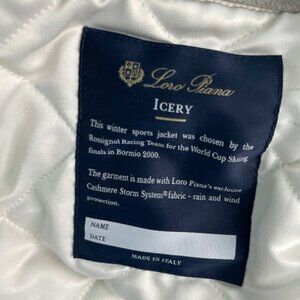 Loro Piana
ICERY
This winter sports jacket was chosen by the
Rossignol Racing Team for the World Cup Skiing
finals in Bormio 2000.
The garment is made with Loro Piana's exclusive
Cashmere Storm System® fabric - rain and wind
protection.
NAME
DATE
MADE IN ITALY